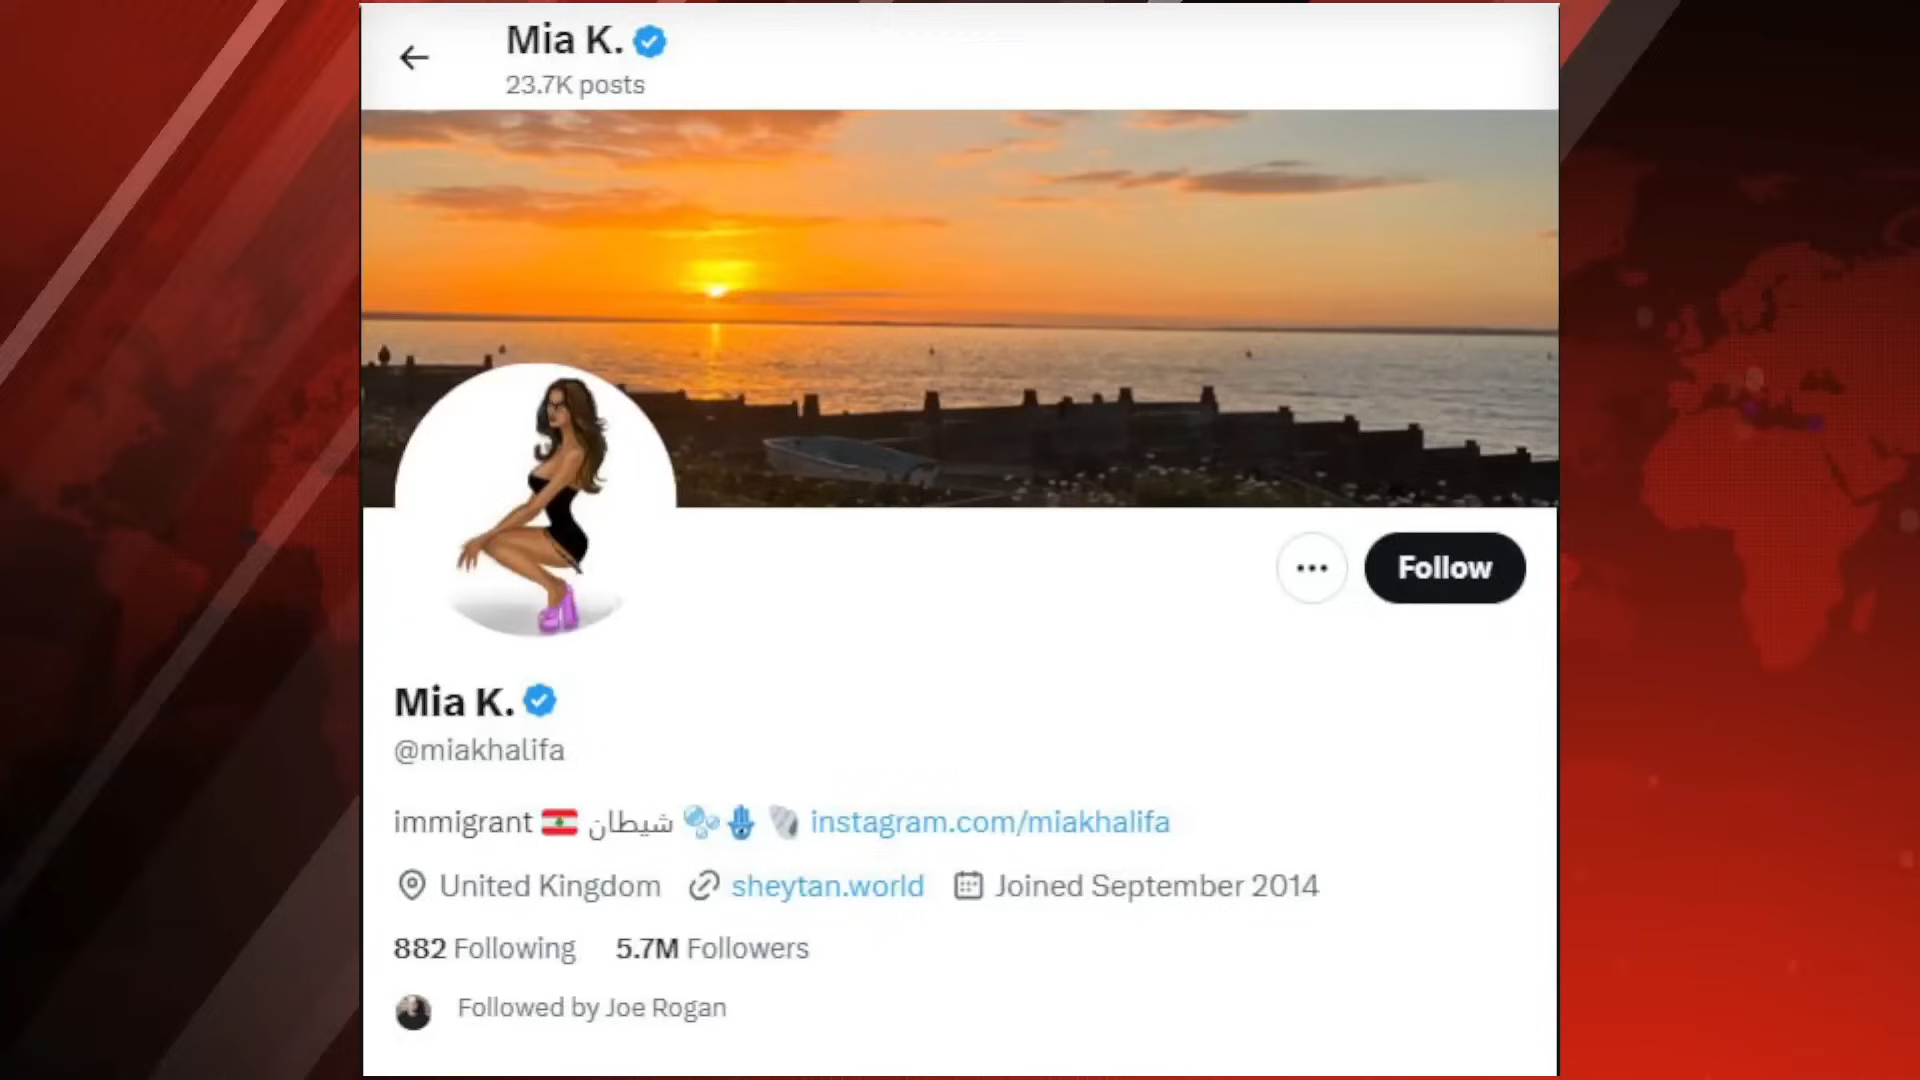 Mia K.
23.7K posts
Follow
Mia K.
@miakhalifa
immigrant 🇱🇧 شيطان 🫧🪬🐚 instagram.com/miakhalifa
United Kingdom sheytan.world Joined September 2014
882 Following 5.7M Followers
Followed by Joe Rogan